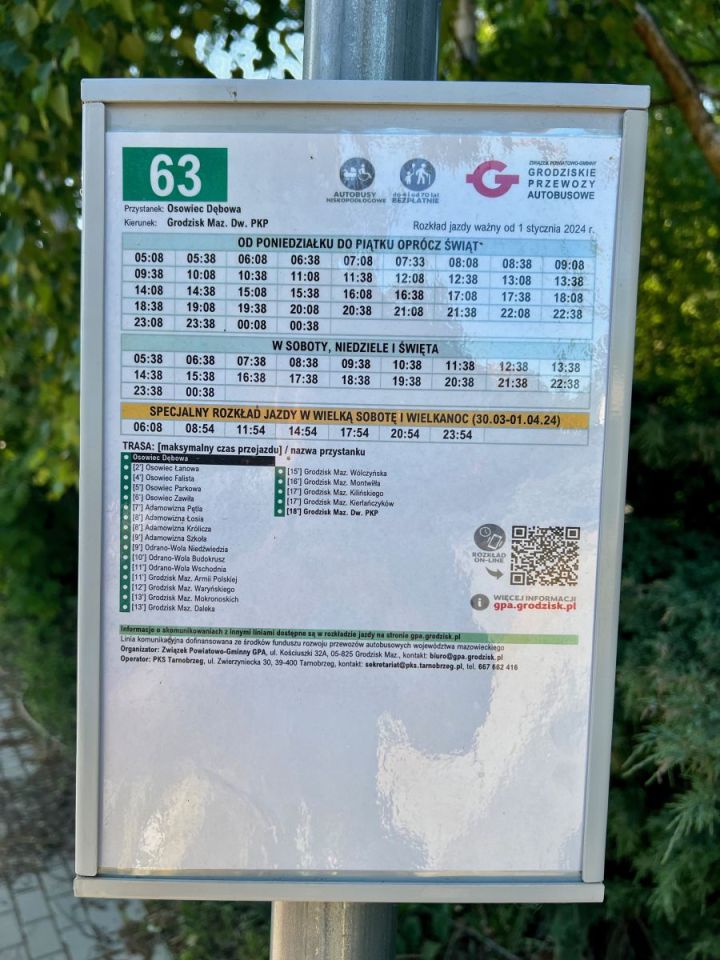 63
AUTOBUSY
NISKOPODŁOGOWE
do 4 i od 70 lat
BEZPŁATNIE
ZWIĄZEK POWIATOWO-GMINNY
GRODZISKIE
PRZEWOZY
AUTOBUSOWE
Przystanek: Osowiec Dębowa
Kierunek: Grodzisk Maz. Dw. PKP
Rozkład jazdy ważny od 1 stycznia 2024 r.
OD PONIEDZIAŁKU DO PIĄTKU OPRÓCZ ŚWIĄT
05:08 05:38 06:08 06:38 07:08 07:33 08:08 08:38 09:08
09:38 10:08 10:38 11:08 11:38 12:08 12:38 13:08 13:38
14:08 14:38 15:08 15:38 16:08 16:38 17:08 17:38 18:08
18:38 19:08 19:38 20:08 20:38 21:08 21:38 22:08 22:38
23:08 23:38 00:08 00:38
W SOBOTY, NIEDZIELE I ŚWIĘTA
05:38 06:38 07:38 08:38 09:38 10:38 11:38 12:38 13:38
14:38 15:38 16:38 17:38 18:38 19:38 20:38 21:38 22:38
23:38 00:38
SPECJALNY ROZKŁAD JAZDY W WIELKĄ SOBOTĘ I WIELKANOC (30.03-01.04.24)
06:08 08:54 11:54 14:54 17:54 20:54 23:54
TRASA: [maksymalny czas przejazdu] / nazwa przystanku
Osowiec Dębowa
[2'] Osowiec Łanowa
[4'] Osowiec Falista
[5'] Osowiec Parkowa
[6'] Osowiec Zawiła
[7'] Adamowizna Pętla
[8'] Adamowizna Łosia
[8'] Adamowizna Królicza
[9'] Adamowizna Szkoła
[9'] Odrano-Wola Niedźwiedzia
[10'] Odrano-Wola Budokrusz
[11'] Odrano-Wola Wschodnia
[11'] Grodzisk Maz. Armii Polskiej
[12'] Grodzisk Maz. Waryńskiego
[13'] Grodzisk Maz. Mokronoskich
[13'] Grodzisk Maz. Daleka
[15'] Grodzisk Maz. Wólczyńska
[16'] Grodzisk Maz. Montwiłła
[17'] Grodzisk Maz. Kilińskiego
[17'] Grodzisk Maz. Kierlańczyków
[18'] Grodzisk Maz. Dw. PKP
ROZKŁAD
ON-LINE
WIĘCEJ INFORMACJI
gpa.grodzisk.pl
Informacje o skomunikowaniach z innymi liniami dostępne są w rozkładzie jazdy na stronie gpa.grodzisk.pl
Linia komunikacyjna dofinansowana ze środków funduszu rozwoju przewozów autobusowych województwa mazowieckiego
Organizator: Związek Powiatowo-Gminny GPA, ul. Kościuszki 32A, 05-825 Grodzisk Maz., kontakt: biuro@gpa.grodzisk.pl
Operator: PKS Tarnobrzeg, ul. Zwierzyniecka 30, 39-400 Tarnobrzeg, kontakt: sekretariat@pks.tarnobrzeg.pl, tel. 667 662 416